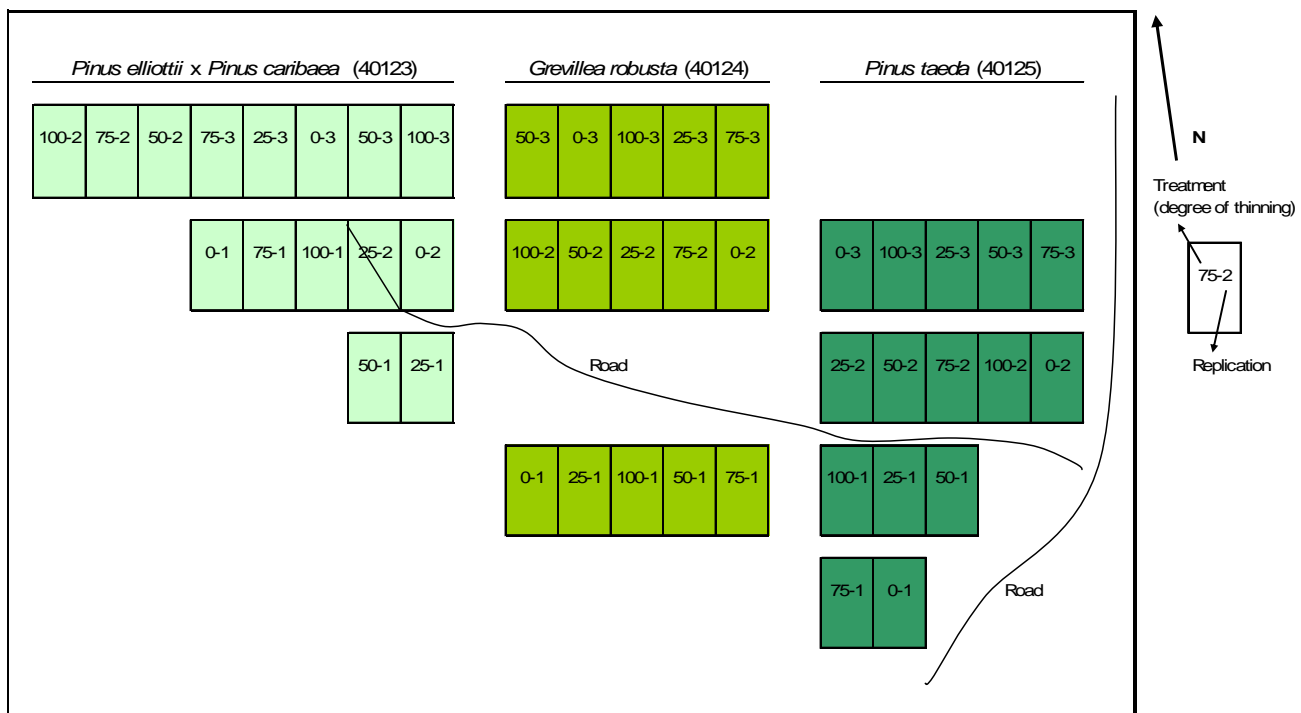 Pinus elliottii x Pinus caribaea (40123)
Grevillea robusta (40124)
Pinus taeda (40125)
100-2 75-2 50-2 75-3 25-3 0-3 50-3 100-3
50-3 0-3 100-3 25-3 75-3
N
Treatment
(degree of thinning)
0-1 75-1 100-1 25-2 0-2
100-2 50-2 25-2 75-2 0-2
0-3 100-3 25-3 50-3 75-3
75-2
50-1 25-1
Road
25-2 50-2 75-2 100-2 0-2
Replication
0-1 25-1 100-1 50-1 75-1
100-1 25-1 50-1
75-1 0-1
Road